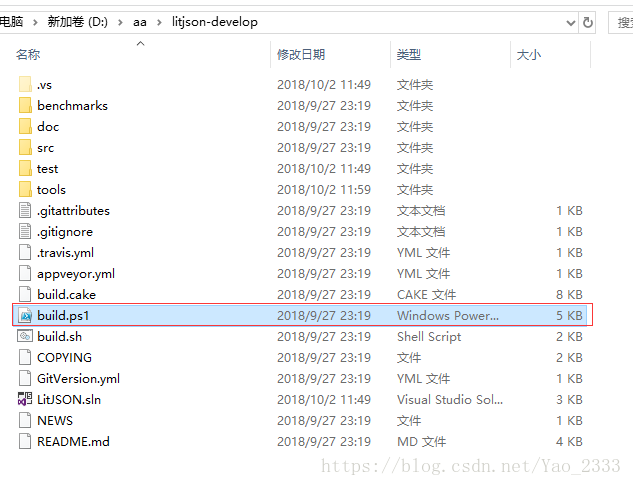 电脑 > 新加卷 (D:) > aa > litjson-develop
名称 修改日期 类型 大小
.vs 2018/10/2 11:49 文件夹
benchmarks 2018/9/27 23:19 文件夹
doc 2018/9/27 23:19 文件夹
src 2018/9/27 23:19 文件夹
test 2018/10/2 11:49 文件夹
tools 2018/10/2 11:59 文件夹
.gitattributes 2018/9/27 23:19 文本文档 1 KB
.gitignore 2018/9/27 23:19 文本文档 1 KB
.travis.yml 2018/9/27 23:19 YML 文件 1 KB
appveyor.yml 2018/9/27 23:19 YML 文件 1 KB
build.cake 2018/9/27 23:19 CAKE 文件 8 KB
build.ps1 2018/9/27 23:19 Windows Power... 5 KB
build.sh 2018/9/27 23:19 Shell Script 2 KB
COPYING 2018/9/27 23:19 文件 2 KB
GitVersion.yml 2018/9/27 23:19 YML 文件 1 KB
LitJSON.sln 2018/10/2 11:49 Visual Studio Sol... 3 KB
NEWS 2018/9/27 23:19 文件 1 KB
README.md 2018/9/27 23:19 MD 文件 4 KB
https://blog.csdn.net/Yao_2333